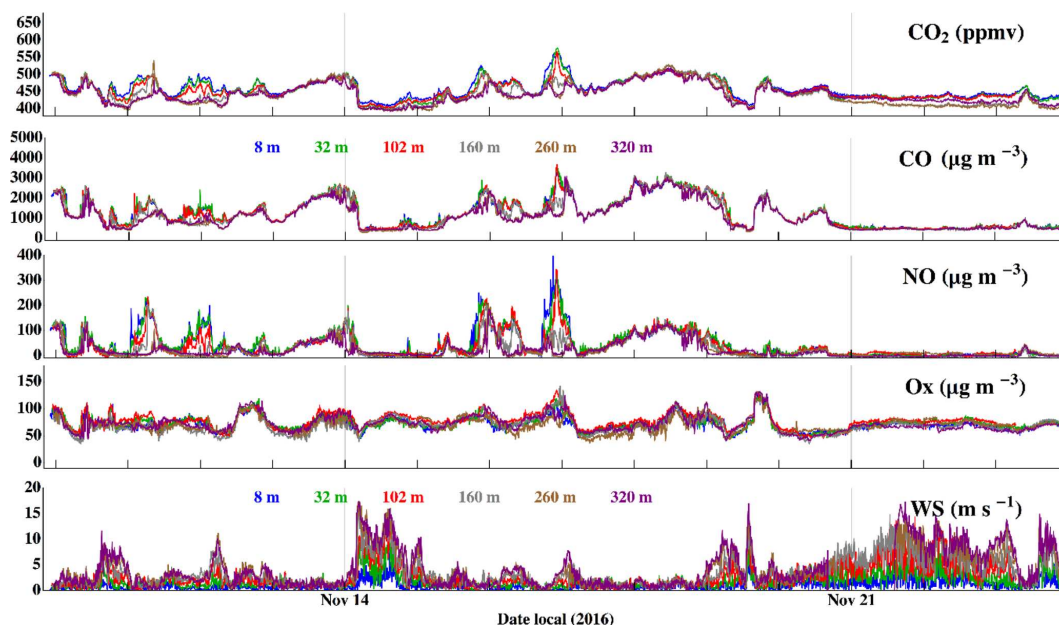 650
600
550
500
450
400
CO₂ (ppmv)
5000
4000
3000
2000
1000
0
8 m 32 m 102 m 160 m 260 m 320 m
CO (µg m ⁻³)
400
300
200
100
0
NO (µg m ⁻³)
150
100
50
0
Ox (µg m ⁻³)
20
15
10
5
0
8 m 32 m 102 m 160 m 260 m 320 m
WS (m s ⁻¹)
Nov 14 Nov 21
Date local (2016)